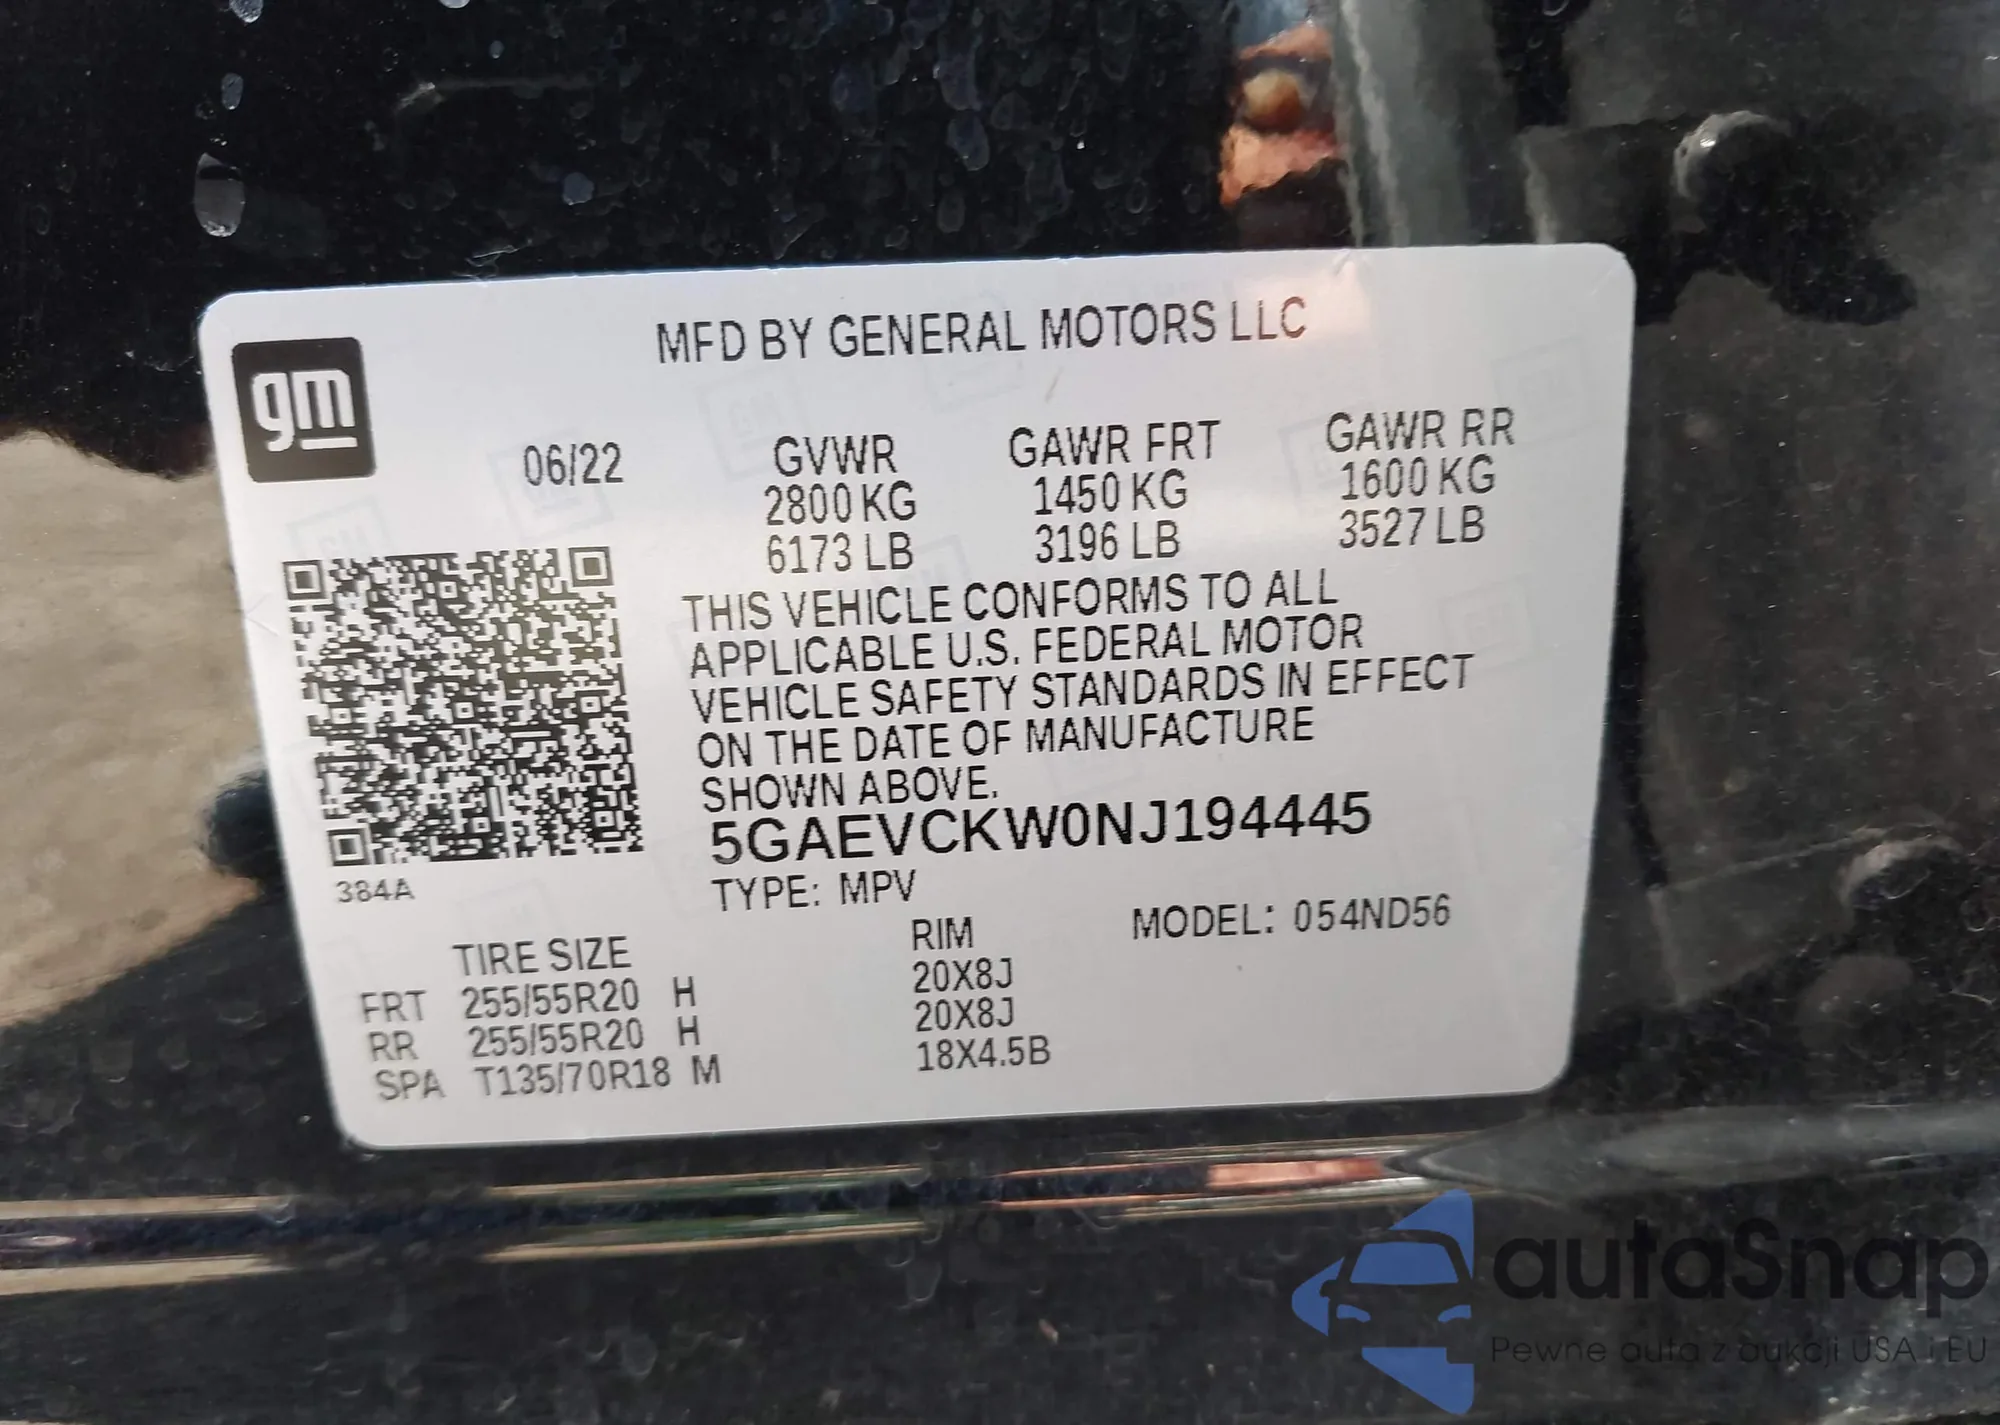 MFD BY GENERAL MOTORS LLC
gm
06/22 GVWR GAWR FRT GAWR RR
2800 KG 1450 KG 1600 KG
6173 LB 3196 LB 3527 LB
THIS VEHICLE CONFORMS TO ALL
APPLICABLE U.S. FEDERAL MOTOR
VEHICLE SAFETY STANDARDS IN EFFECT
ON THE DATE OF MANUFACTURE
SHOWN ABOVE.
5GAEVCKW0NJ194445
384A
TYPE: MPV MODEL: 054ND56
TIRE SIZE RIM
FRT 255/55R20 H 20X8J
RR 255/55R20 H 20X8J
SPA T135/70R18 M 18X4.5B
autaSnap
Pewne auta z aukcji USA i EU